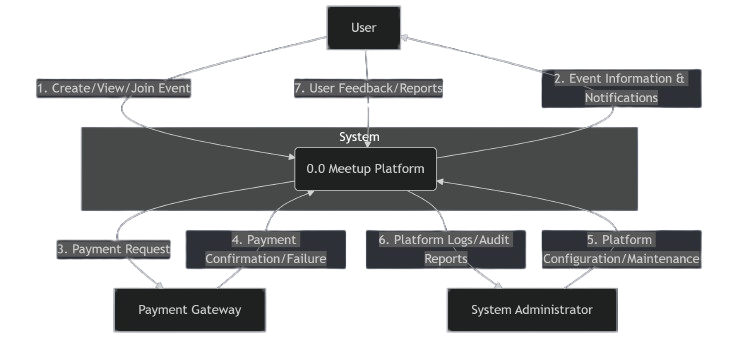 User
1. Create/View/Join Event
7. User Feedback/Reports
2. Event Information &
Notifications
System
0.0 Meetup Platform
3. Payment Request
4. Payment
Confirmation/Failure
6. Platform Logs/Audit
Reports
5. Platform
Configuration/Maintenance
Payment Gateway
System Administrator